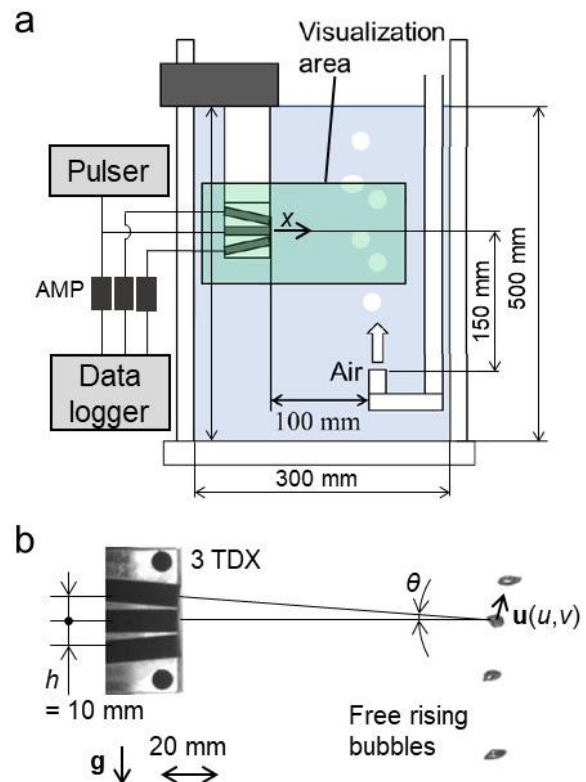 a
Visualization
area
Pulser
x
AMP
Data
logger
Air
100 mm
150 mm
500 mm
300 mm
b
3 TDX
θ
u(u,v)
h
= 10 mm
g
20 mm
Free rising
bubbles